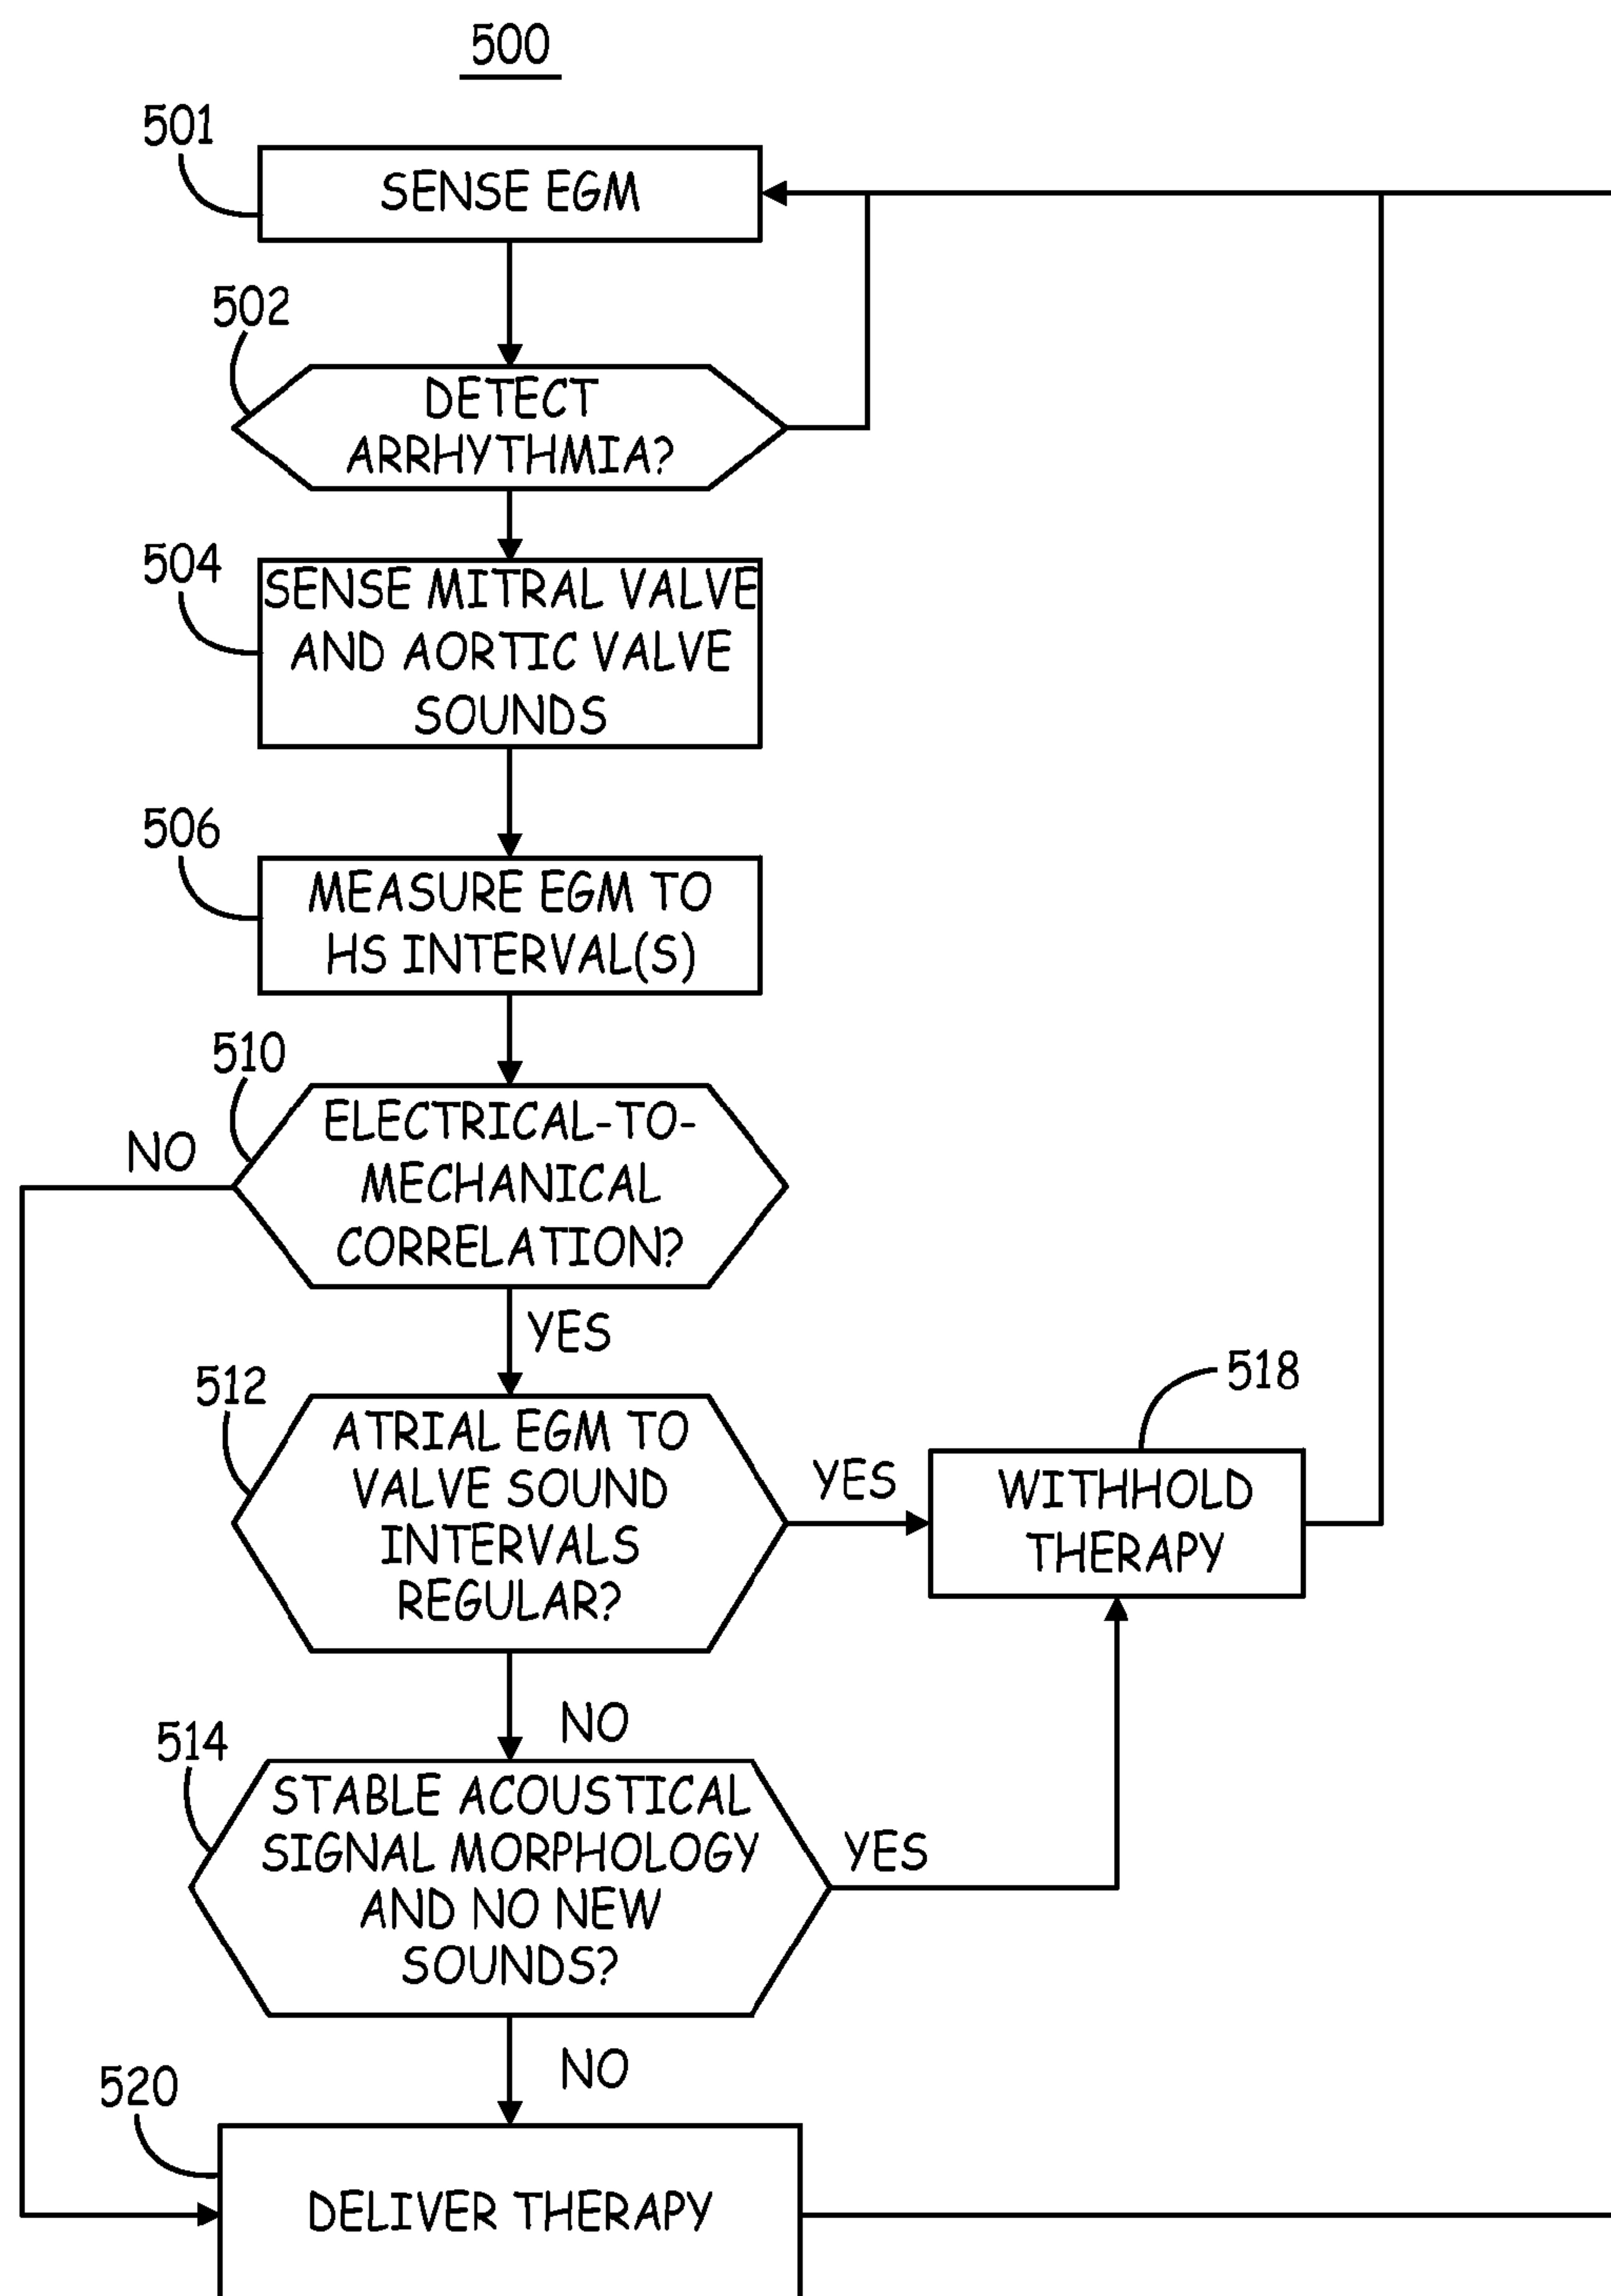 500
501
SENSE EGM
502
DETECT
ARRHYTHMIA?
504
SENSE MITRAL VALVE
AND AORTIC VALVE
SOUNDS
506
MEASURE EGM TO
HS INTERVAL(S)
510
NO
ELECTRICAL-TO-
MECHANICAL
CORRELATION?
YES
512
ATRIAL EGM TO
VALVE SOUND
INTERVALS
REGULAR?
YES
518
WITHHOLD
THERAPY
NO
514
STABLE ACOUSTICAL
SIGNAL MORPHOLOGY
AND NO NEW
SOUNDS?
YES
NO
520
DELIVER THERAPY